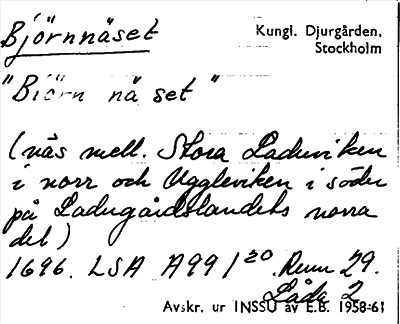 Björnnäset
Kungl. Djurgården,
Stockholm
"Biörn nä set"
(näs mell. Stora Laduviken
i norr och Uggleviken i söder
på Ladugårdslandets norra
del)
1696. LSA A99 1/20. Rum 29.
Låda 2
Avskr. ur INSSU av E.B. 1958-61